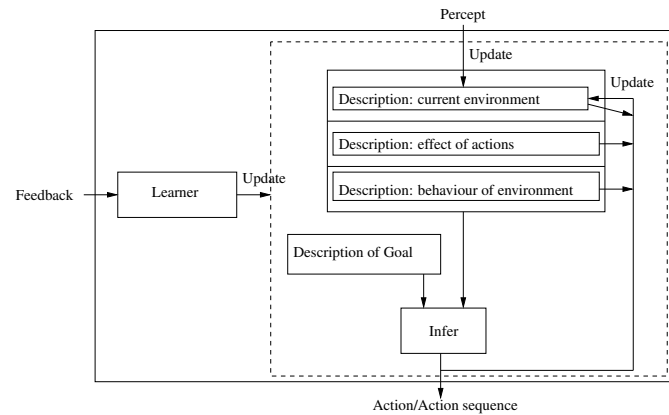 Percept
Update
Update
Description: current environment
Description: effect of actions
Description: behaviour of environment
Feedback
Learner
Update
Description of Goal
Infer
Action/Action sequence